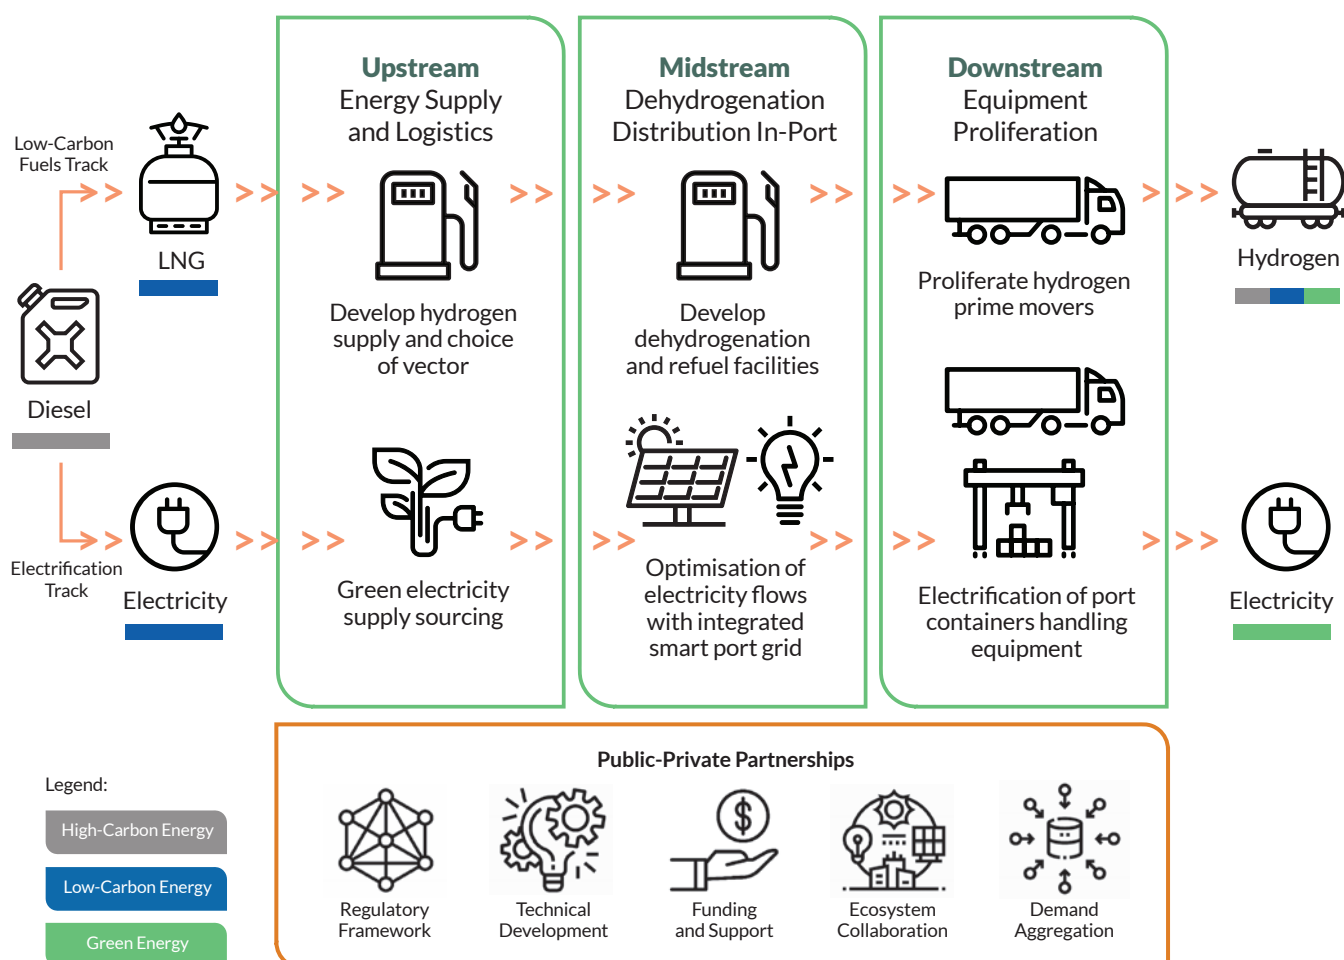 Upstream
Energy Supply
and Logistics
Midstream
Dehydrogenation
Distribution In-Port
Downstream
Equipment
Proliferation
Low-Carbon
Fuels Track
LNG
Develop hydrogen
supply and choice
of vector
Develop
dehydrogenation
and refuel facilities
Proliferate hydrogen
prime movers
Hydrogen
Diesel
Electrification
Track
Electricity
Green electricity
supply sourcing
Optimisation of
electricity flows
with integrated
smart port grid
Electrification of port
containers handling
equipment
Electricity
Public-Private Partnerships
Regulatory
Framework
Technical
Development
Funding
and Support
Ecosystem
Collaboration
Demand
Aggregation
Legend:
High-Carbon Energy
Low-Carbon Energy
Green Energy